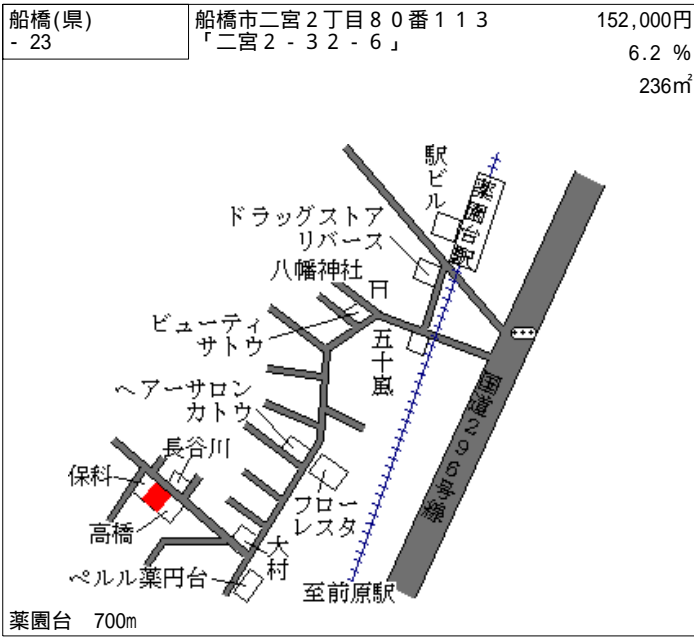 船橋(県)
- 23
船橋市二宮２丁目８０番１１３
「二宮２－３２－６」
152,000円
6.2 %
236㎡
駅ビル
薬園台駅
ドラッグストア
リバース
八幡神社
ビューティ
サトウ
五十嵐
ヘアーサロン
カトウ
国道２９６号線
長谷川
保科
高橋
フロー
レスタ
大村
ペルル薬円台
至前原駅
薬園台 700m